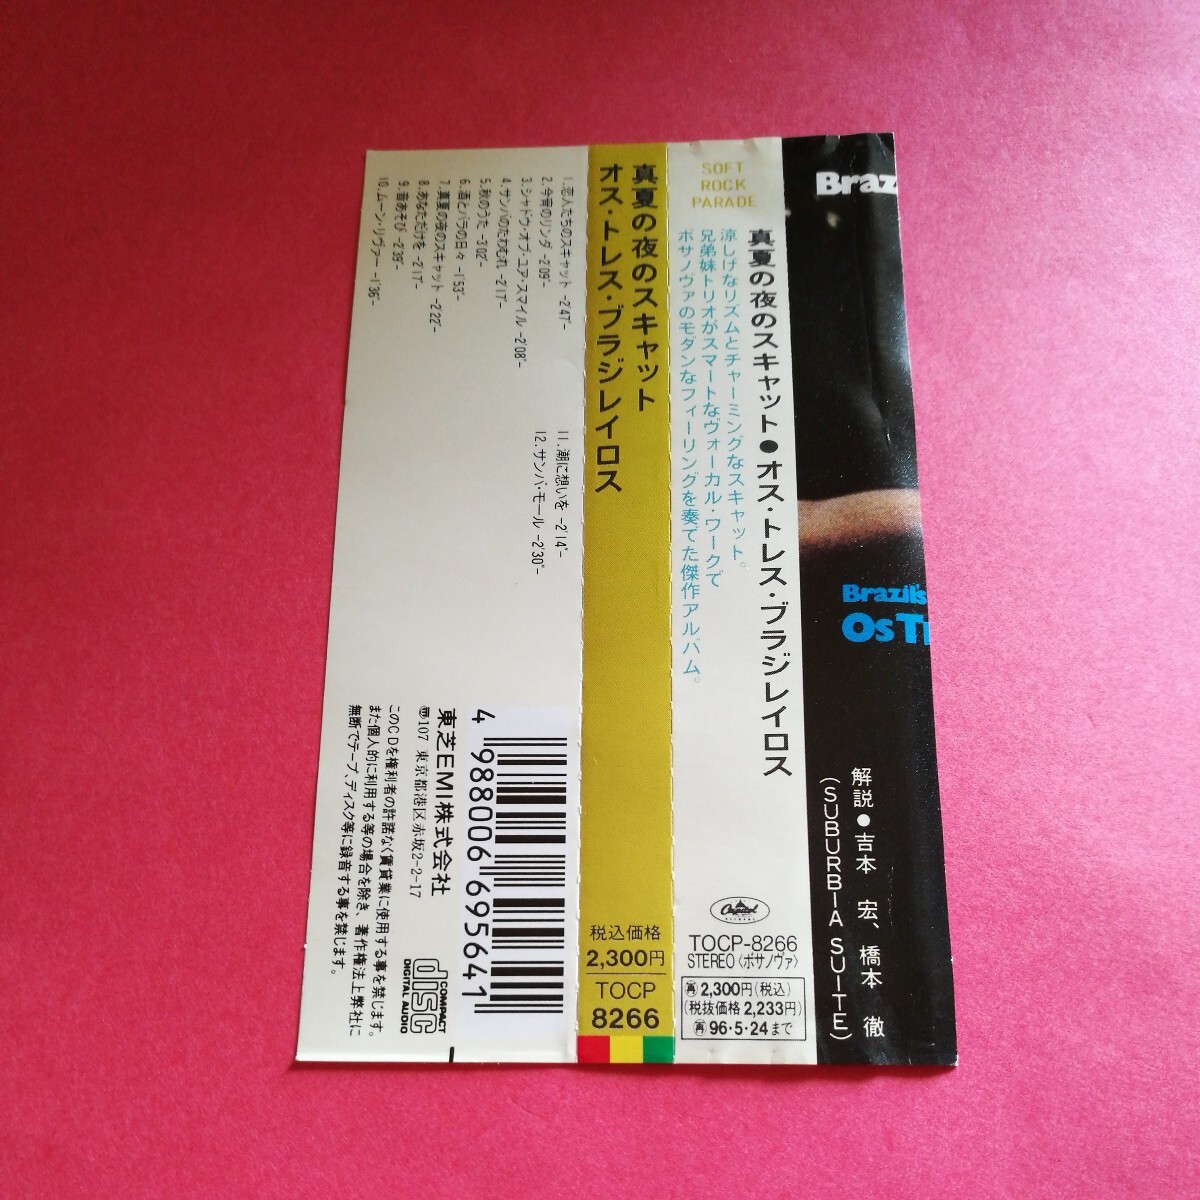 Braz
Brazil's
Os Tr
解説●吉本 宏、橋本 徹
(SUBURBIA SUITE)
SOFT
ROCK
PARADE
真夏の夜のスキャット●オス・トレス・ブラジレイロス
涼しげなリズムとチャーミングなスキャット。
兄弟妹トリオがスマートなヴォーカル・ワークで
ボサノヴァのモダンなフィーリングを奏でた傑作アルバム。
Capitol
RECORDS
TOCP-8266
STEREO〈ボサノヴァ〉
再2,300円(税込)
(税抜価格 2,233円)
再96・5・24まで
真夏の夜のスキャット
オス・トレス・ブラジレイロス
税込価格
2,300円
TOCP
8266
1. 恋人たちのスキャット -2'47"-
2. 今宵のリンダ -2'09"-
3. シャドウ・オブ・ユア・スマイル -2'08"-
4. サンバのたわむれ -2'17"-
5. 秋のうた -3'02"-
6. 酒とバラの日々 -1'53"-
7. 真夏の夜のスキャット -2'22"-
8. あなただけを -2'17"-
9. 音あそび -2'39"-
10. ムーン・リヴァー -1'36"-
11. 潮に想いを -2'14"-
12. サンバ・モール -2'30"-
4 988006 695641
東芝EMI株式会社
〠107 東京都港区赤坂2-2-17
このCDを権利者の許諾なく賃貸業に使用する事を禁じます。
また個人的に利用する等の場合を除き、著作権法上弊社に
無断でテープ、ディスク等に録音する事を禁じます。
COMPACT
disc
DIGITAL AUDIO